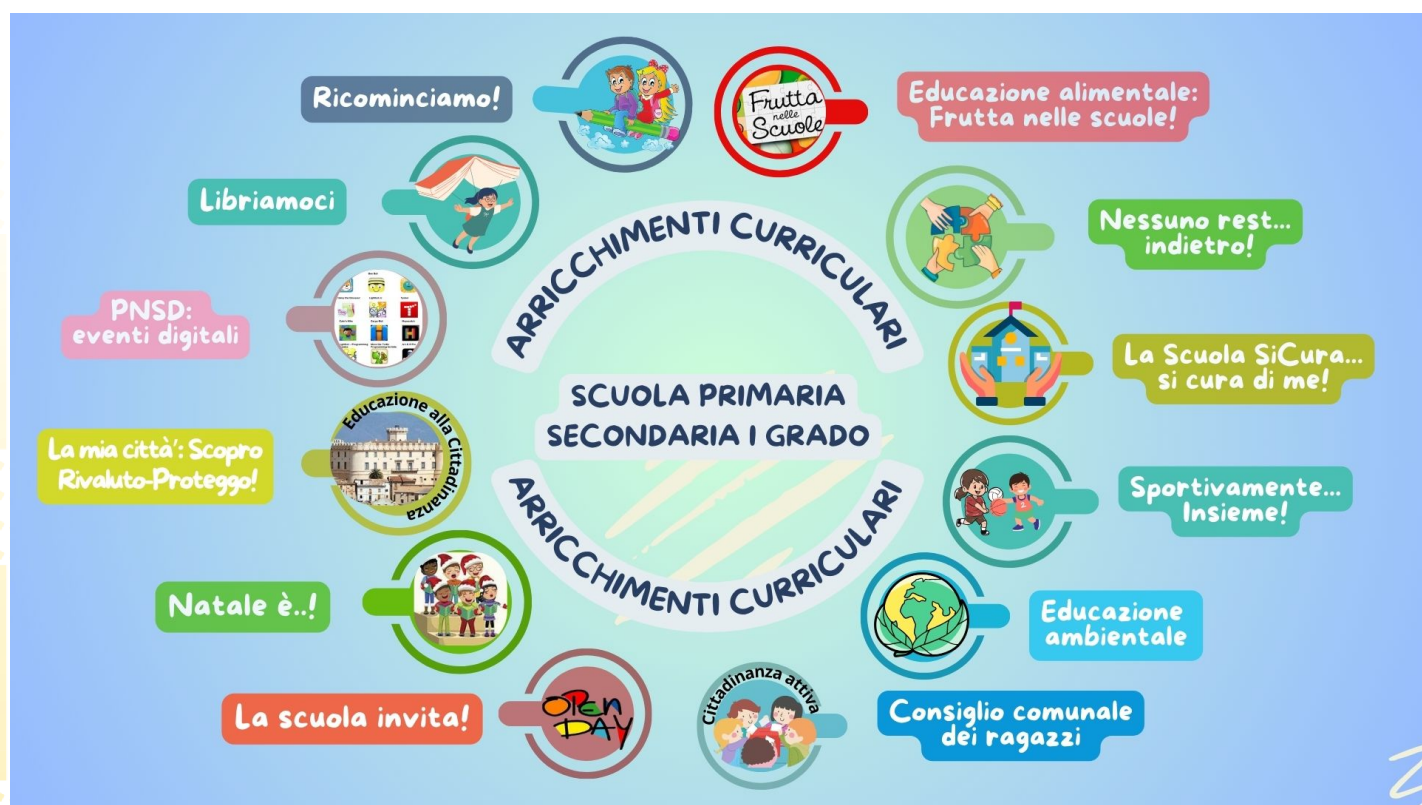 Ricominciamo!
Frutta
nelle
Scuole
Educazione alimentale:
Frutta nelle scuole!
Libriamoci
Nessuno rest...
indietro!
ARRICCHIMENTI CURRICULARI
PNSD:
eventi digitali
La Scuola SiCura...
si cura di me!
SCUOLA PRIMARIA
SECONDARIA I GRADO
La mia città': Scopro
Rivaluto-Proteggo!
Educazione alla Cittadinanza
Sportivamente...
Insieme!
ARRICCHIMENTI CURRICULARI
Natale è..!
Educazione
ambientale
La scuola invita!
OPEN
DAY
Cittadinanza attiva
Consiglio comunale
dei ragazzi